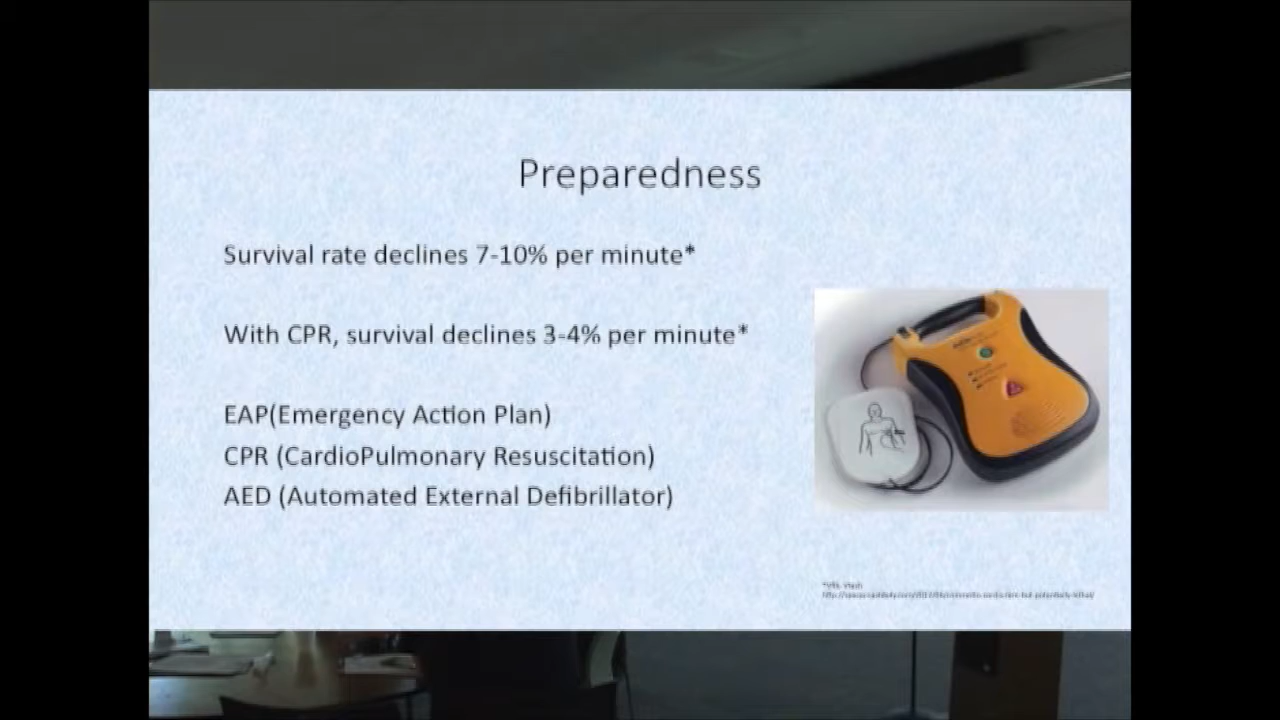 Preparedness
Survival rate declines 7-10% per minute*
With CPR, survival declines 3-4% per minute*
EAP(Emergency Action Plan)
CPR (CardioPulmonary Resuscitation)
AED (Automated External Defibrillator)